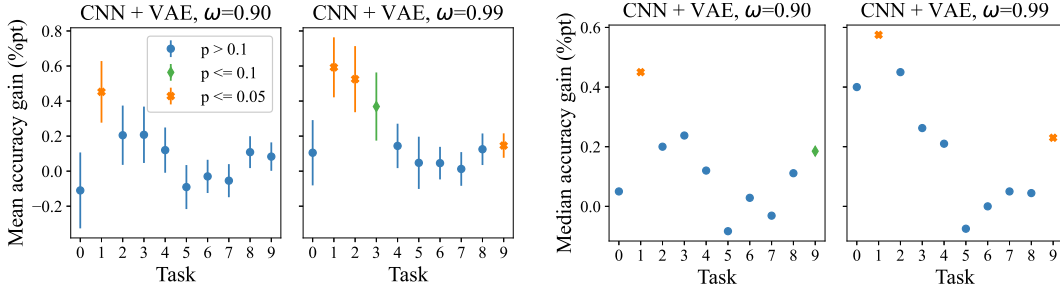 CNN + VAE, ω=0.90
CNN + VAE, ω=0.99
CNN + VAE, ω=0.90
CNN + VAE, ω=0.99
Mean accuracy gain (%pt)
0.8
0.6
0.4
0.2
0.0
−0.2
p > 0.1
p <= 0.1
p <= 0.05
0 1 2 3 4 5 6 7 8 9
Task
0 1 2 3 4 5 6 7 8 9
Task
Median accuracy gain (%pt)
0.6
0.4
0.2
0.0
0 1 2 3 4 5 6 7 8 9
Task
0 1 2 3 4 5 6 7 8 9
Task